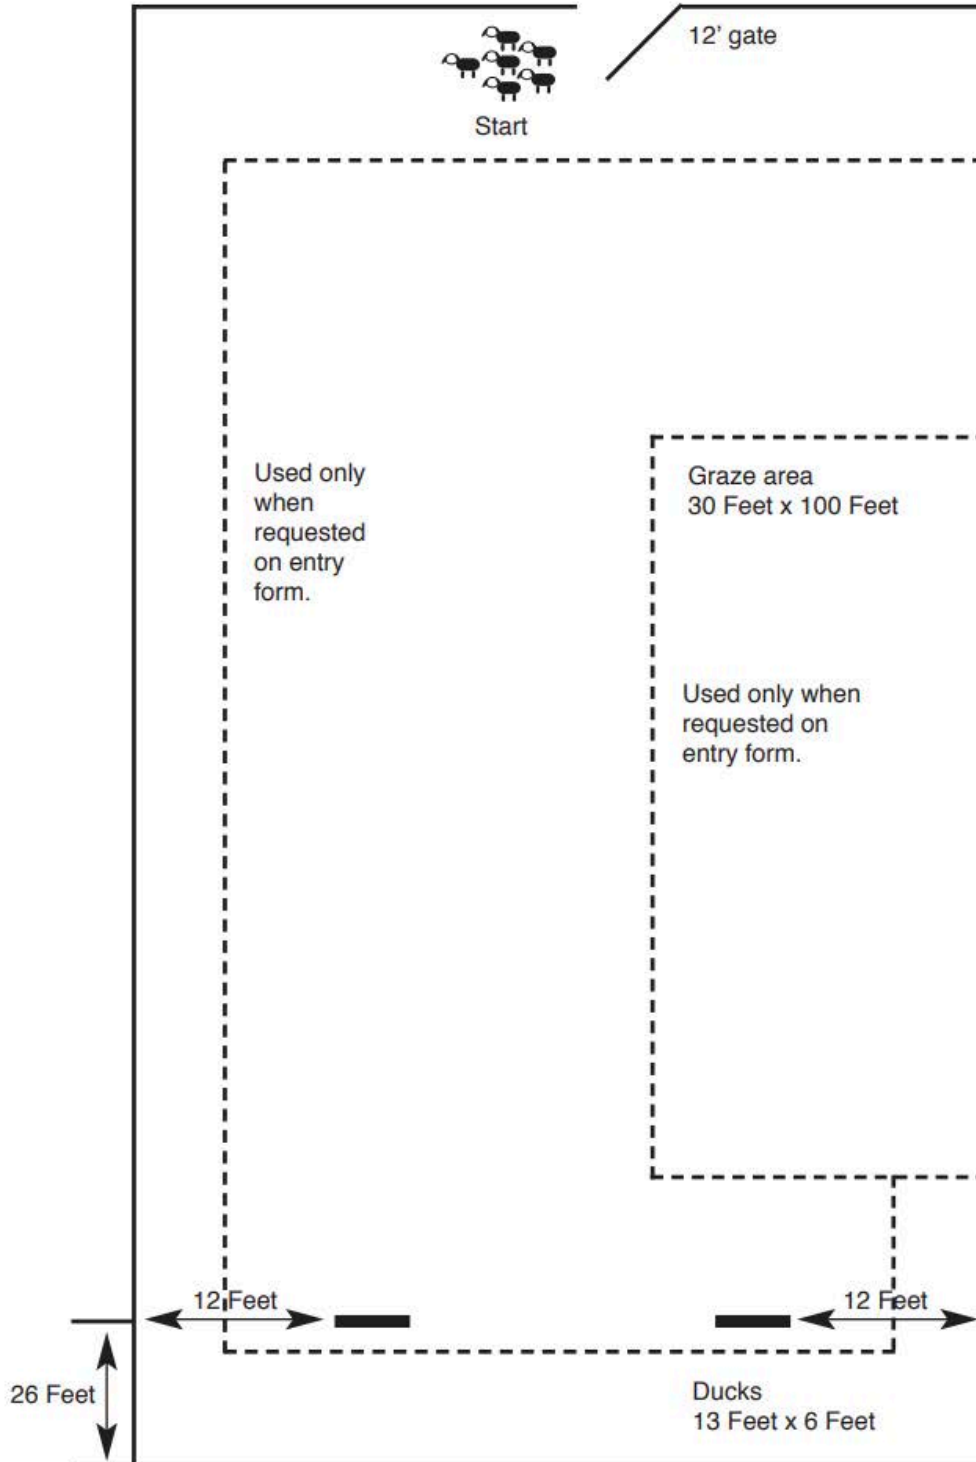 12' gate
Start
Used only
when
requested
on entry
form.
Graze area
30 Feet x 100 Feet
Used only when
requested on
entry form.
12 Feet
12 Feet
26 Feet
Ducks
13 Feet x 6 Feet